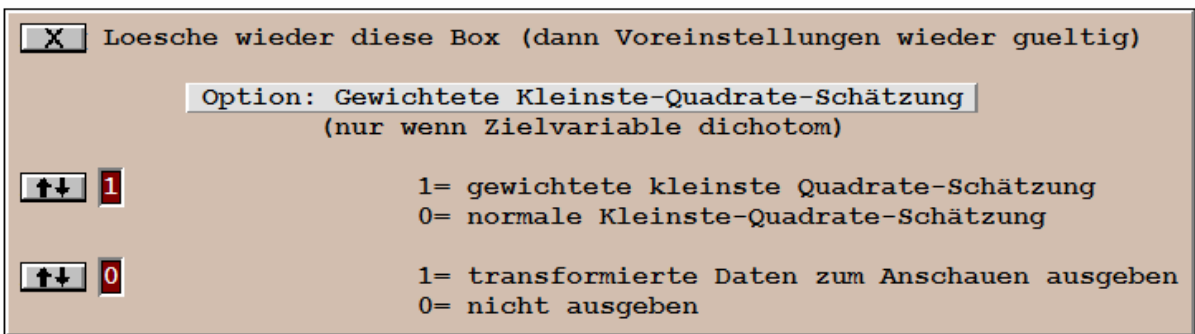 X Loesche wieder diese Box (dann Voreinstellungen wieder gueltig)
Option: Gewichtete Kleinste-Quadrate-Schätzung
(nur wenn Zielvariable dichotom)
1 1= gewichtete kleinste Quadrate-Schätzung
0= normale Kleinste-Quadrate-Schätzung
0 1= transformierte Daten zum Anschauen ausgeben
0= nicht ausgeben